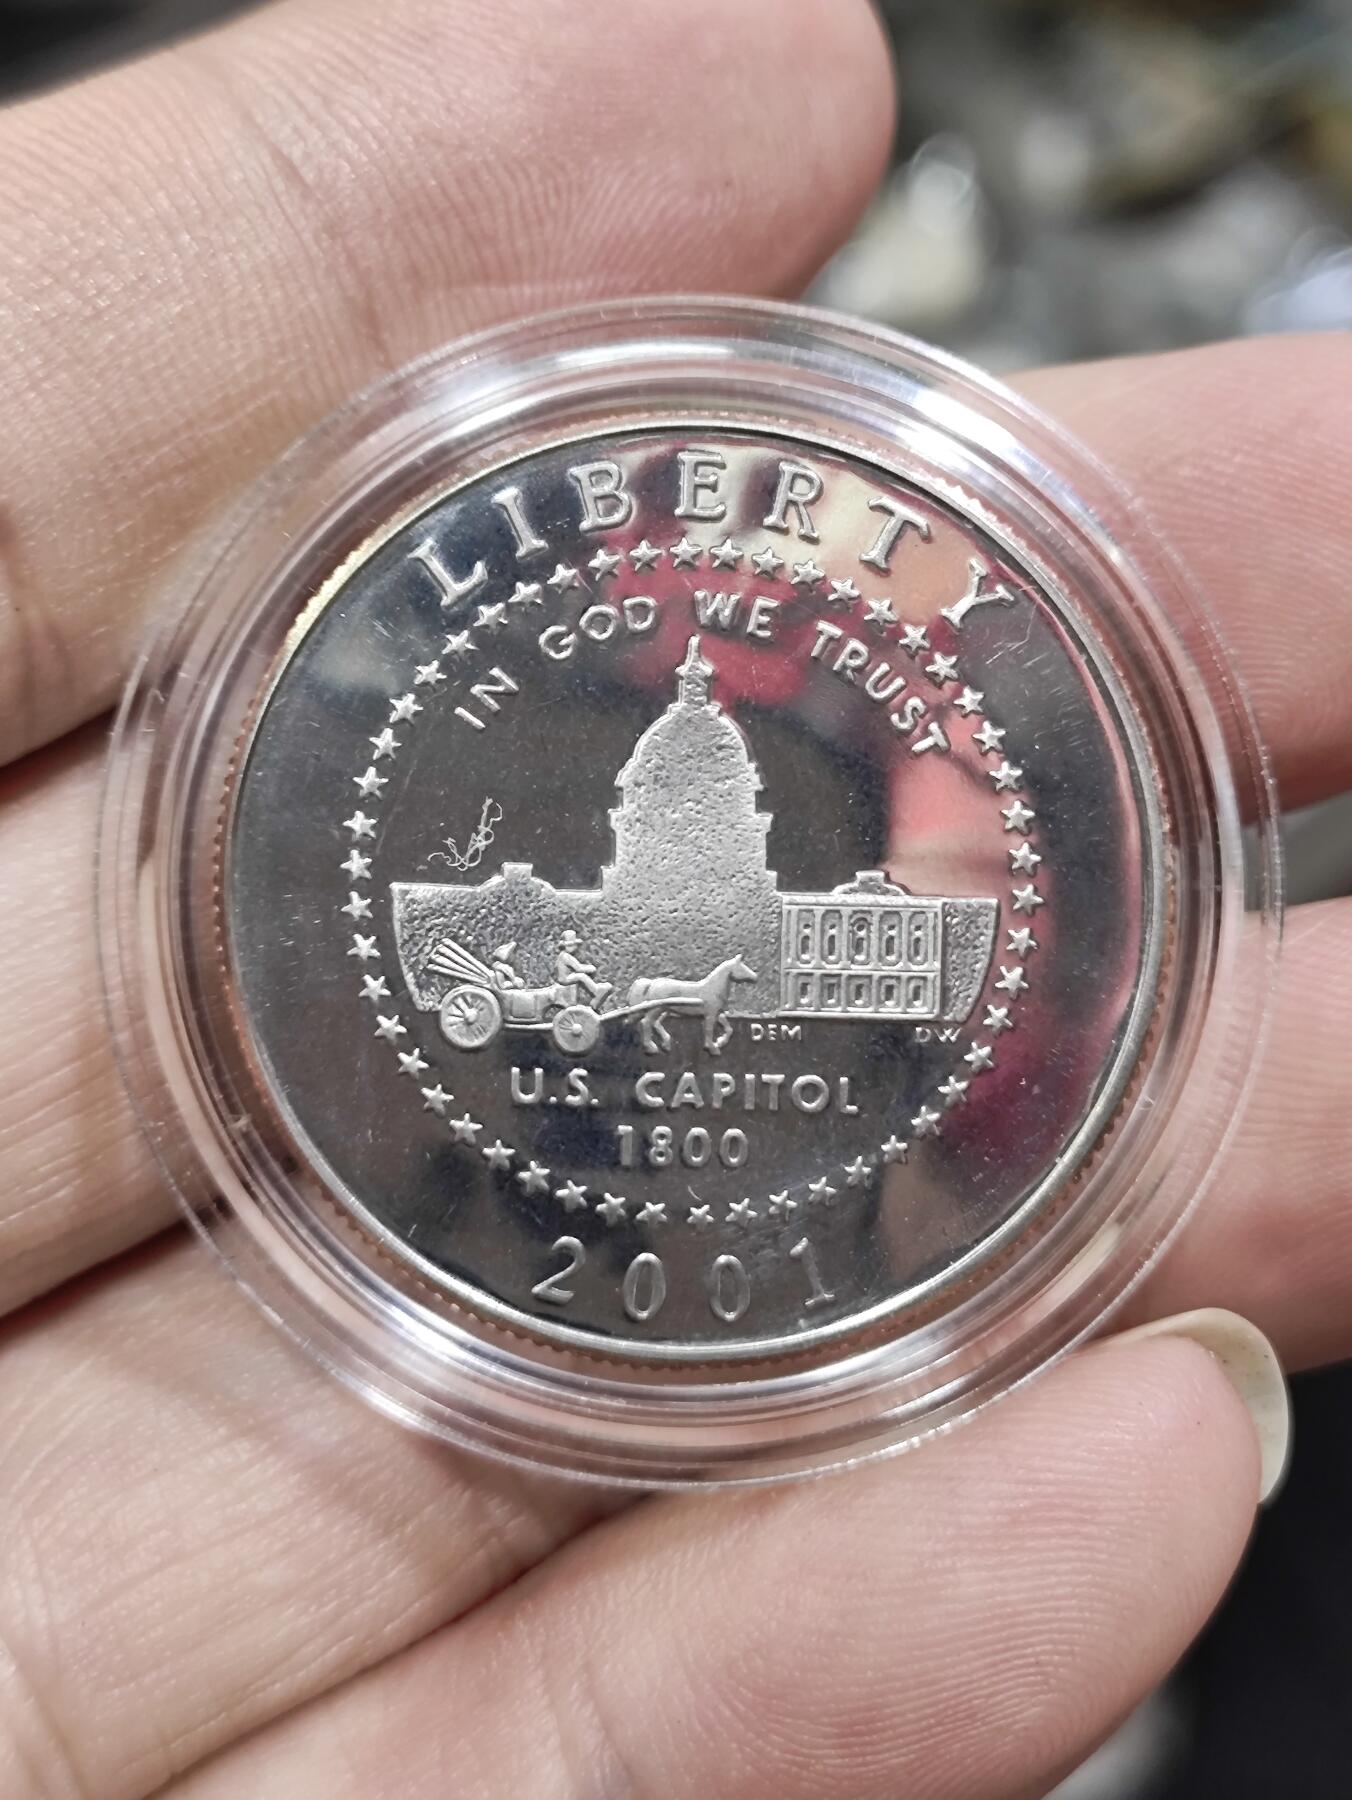 LIBERTY
IN GOD WE TRUST
DEM
DW
U.S. CAPITOL
1800
2001